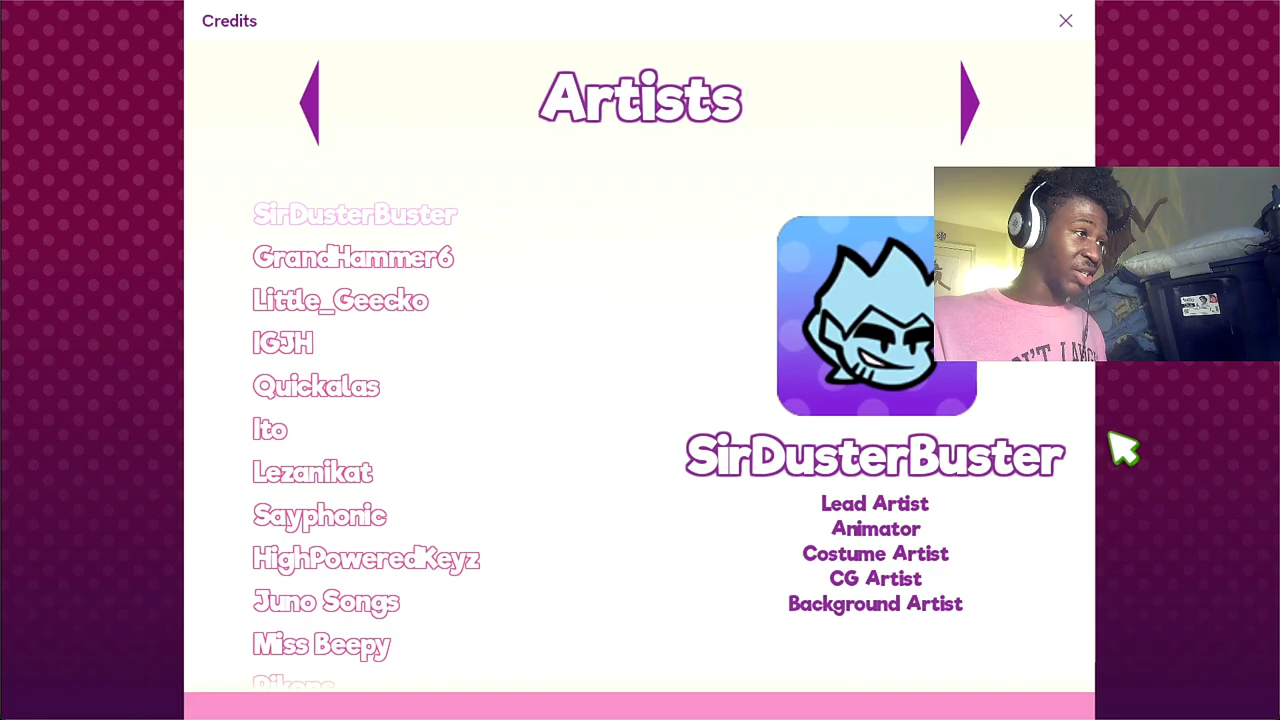 Credits
Artists
SirDusterBuster
GrandHammer6
Little_Geecko
IGJH
Quickalas
Ito
Lezanikat
Sayphonic
HighPoweredKeyz
Juno Songs
Miss Beepy
SirDusterBuster
Lead Artist
Animator
Costume Artist
CG Artist
Background Artist